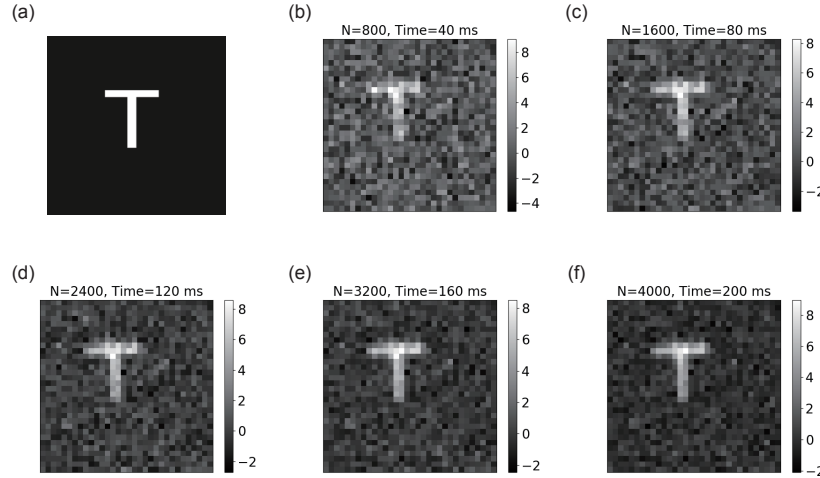 (a)
T
(b)
N=800, Time=40 ms
8
6
4
2
0
−2
−4
T
(c)
N=1600, Time=80 ms
8
6
4
2
0
−2
T
(d)
N=2400, Time=120 ms
8
6
4
2
0
−2
T
(e)
N=3200, Time=160 ms
8
6
4
2
0
−2
T
(f)
N=4000, Time=200 ms
8
6
4
2
0
−2
T